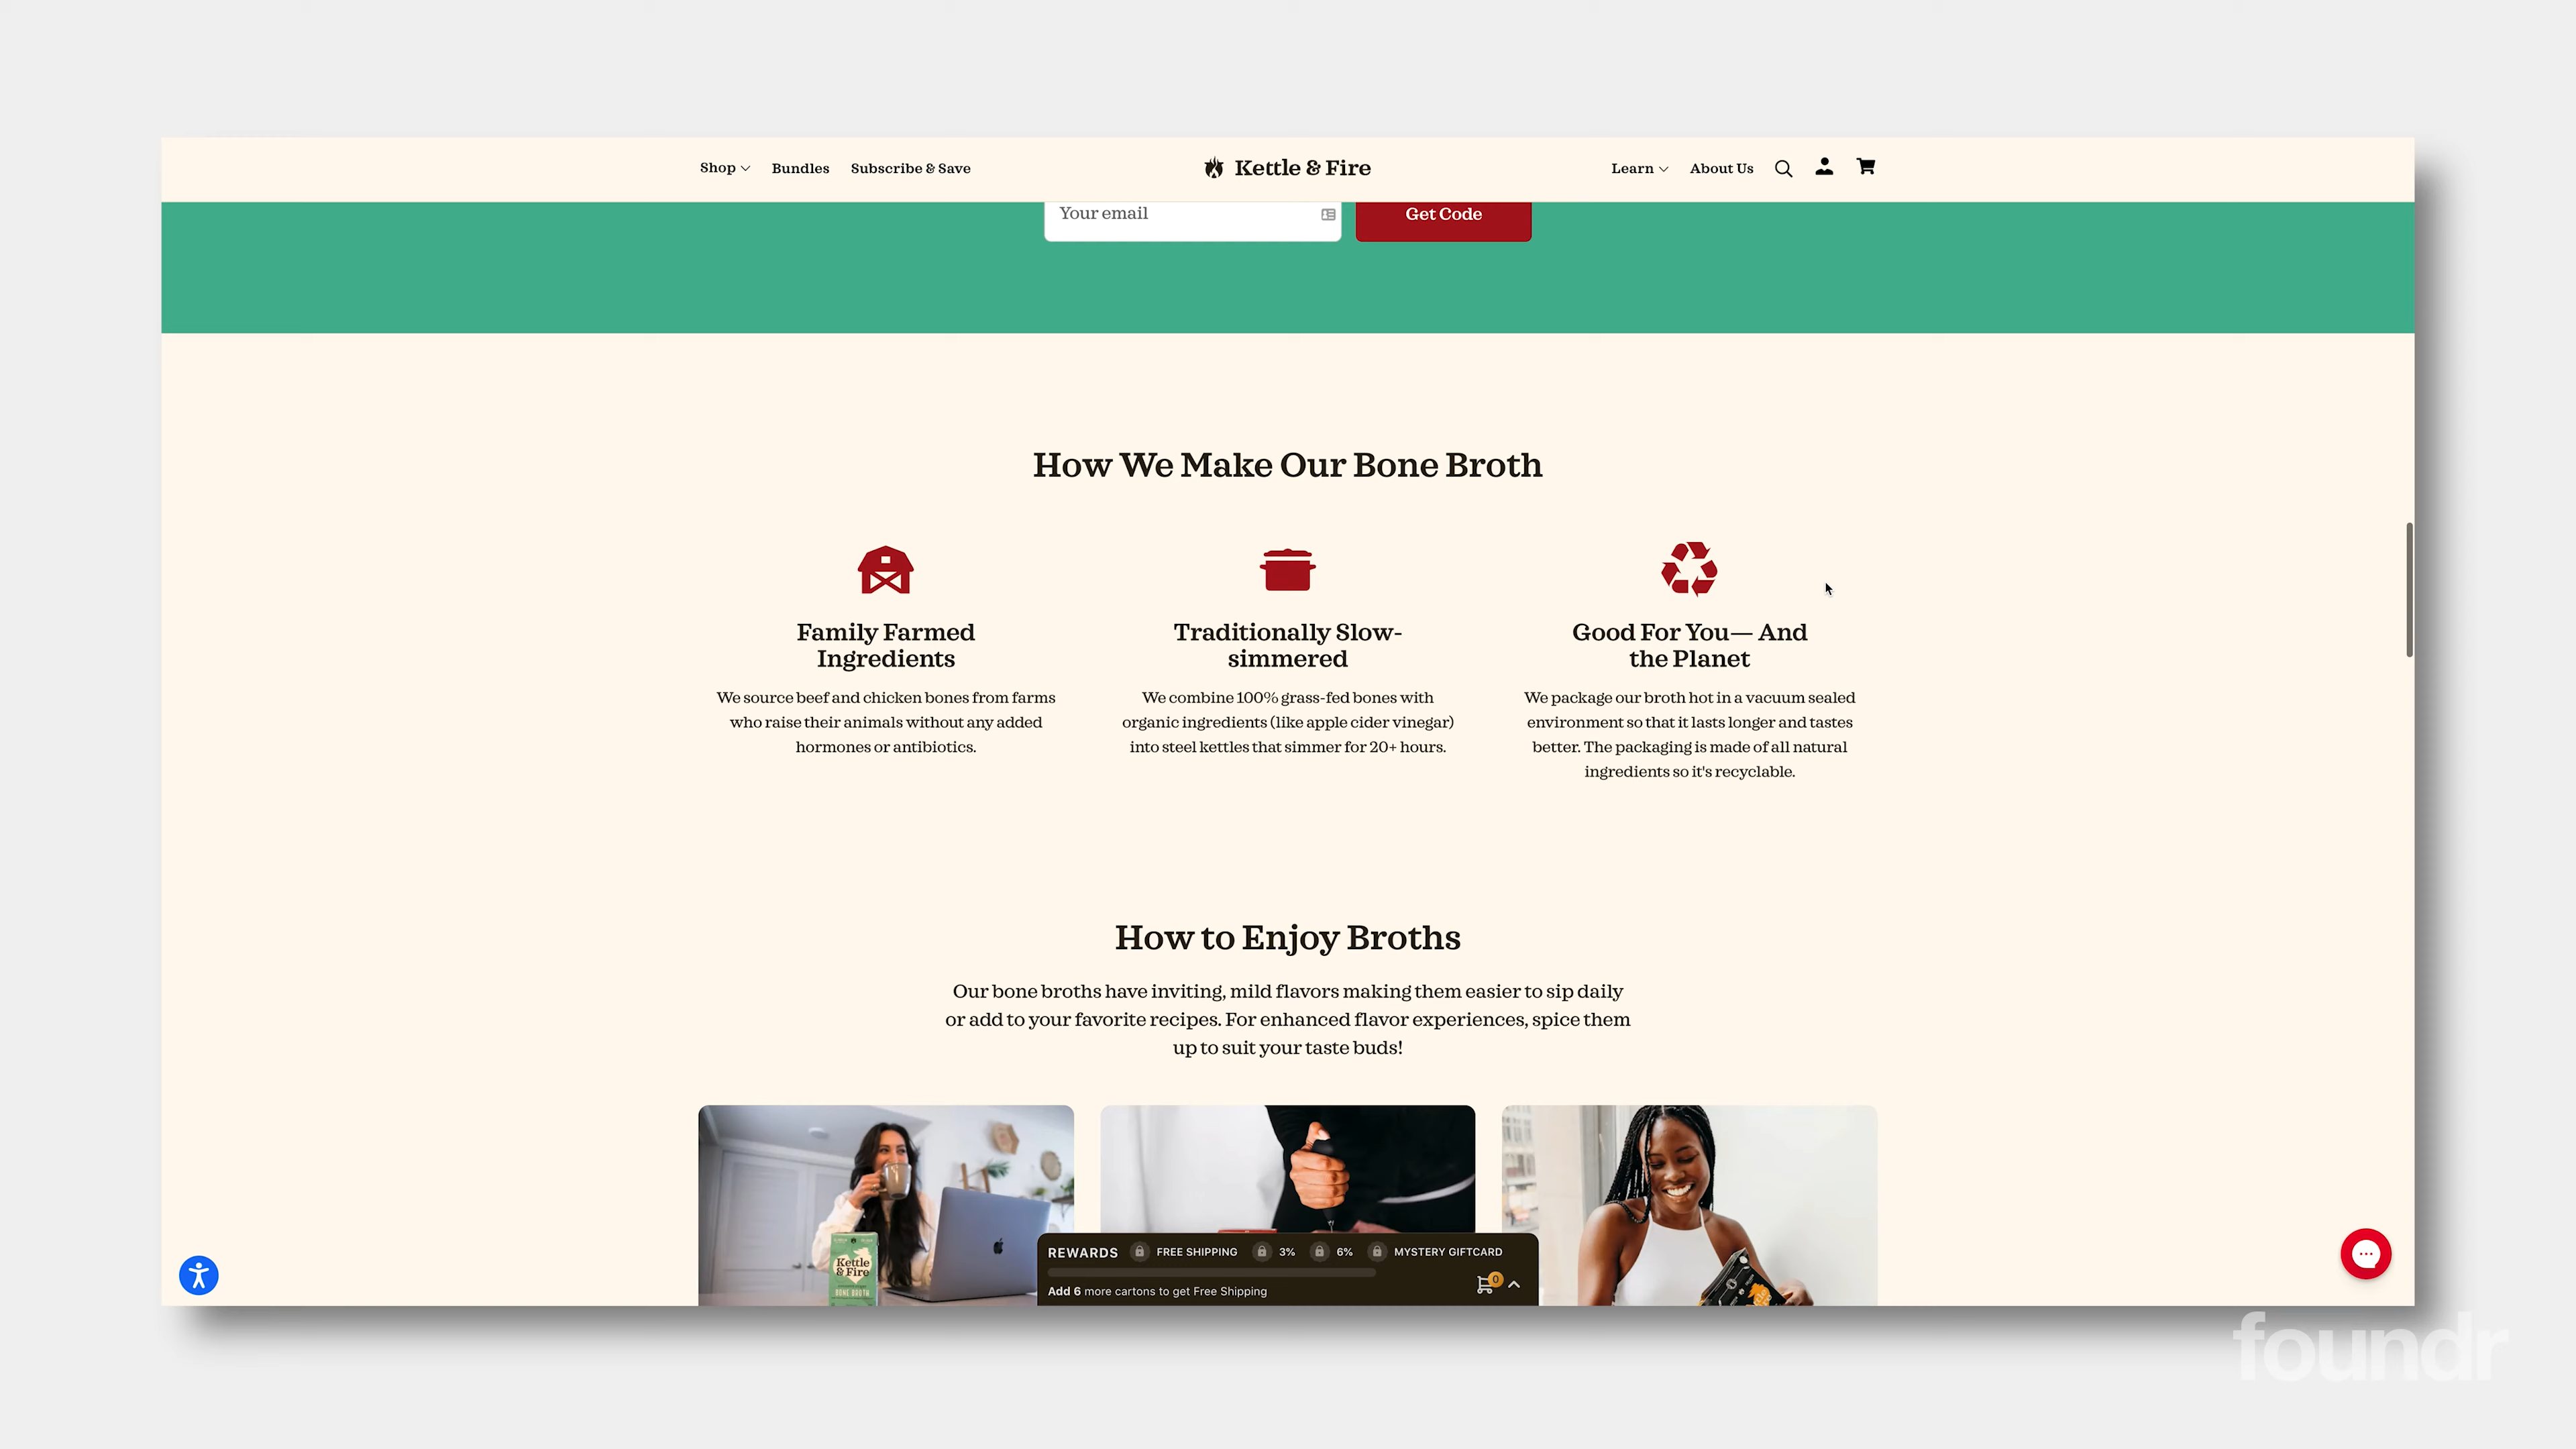 Shop
Bundles
Subscribe & Save
Kettle & Fire
Learn
About Us
Your email
Get Code
How We Make Our Bone Broth
Family Farmed
Ingredients
We source beef and chicken bones from farms
who raise their animals without any added
hormones or antibiotics.
Traditionally Slow-
simmered
We combine 100% grass-fed bones with
organic ingredients (like apple cider vinegar)
into steel kettles that simmer for 20+ hours.
Good For You— And
the Planet
We package our broth hot in a vacuum sealed
environment so that it lasts longer and tastes
better. The packaging is made of all natural
ingredients so it's recyclable.
How to Enjoy Broths
Our bone broths have inviting, mild flavors making them easier to sip daily
or add to your favorite recipes. For enhanced flavor experiences, spice them
up to suit your taste buds!
Kettle
& Fire
BONE BROTH
REWARDS
FREE SHIPPING
3%
6%
MYSTERY GIFTCARD
Add 6 more cartons to get Free Shipping
0
foundr